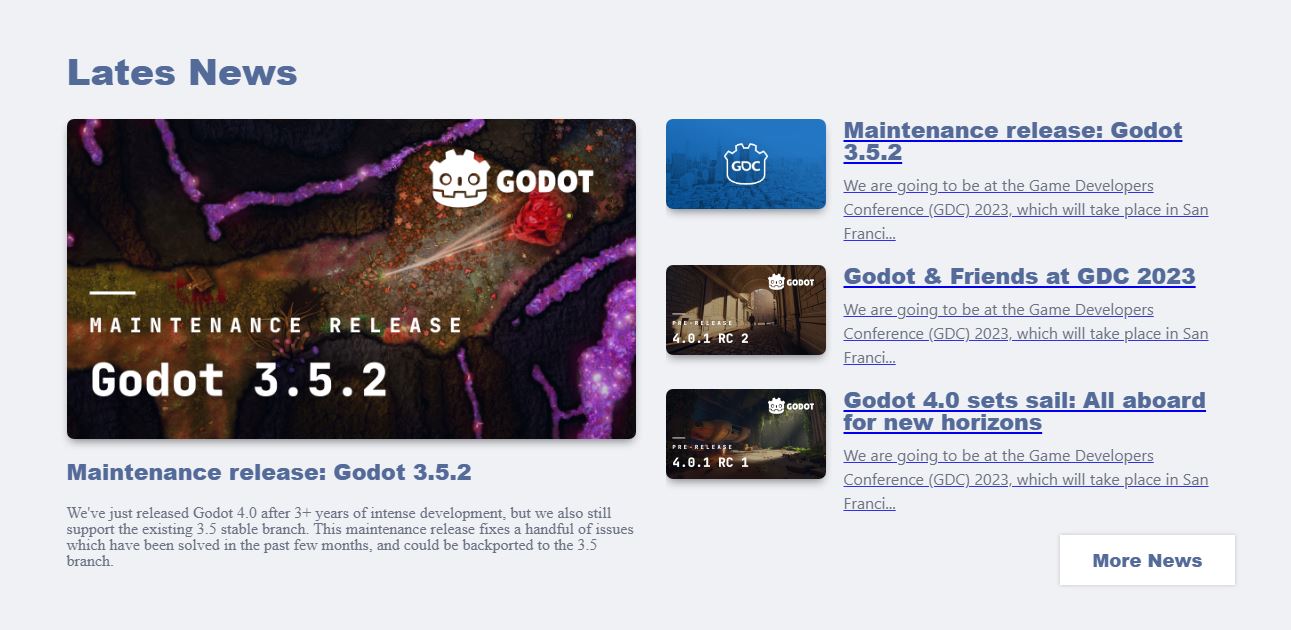 Lates News
GODOT
MAINTENANCE RELEASE
Godot 3.5.2
Maintenance release: Godot 3.5.2
We've just released Godot 4.0 after 3+ years of intense development, but we also still
support the existing 3.5 stable branch. This maintenance release fixes a handful of issues
which have been solved in the past few months, and could be backported to the 3.5
branch.
GDC
Maintenance release: Godot
3.5.2
We are going to be at the Game Developers
Conference (GDC) 2023, which will take place in San
Franci...
GODOT
PRE-RELEASE
4.0.1 RC 2
Godot & Friends at GDC 2023
We are going to be at the Game Developers
Conference (GDC) 2023, which will take place in San
Franci...
GODOT
PRE-RELEASE
4.0.1 RC 1
Godot 4.0 sets sail: All aboard
for new horizons
We are going to be at the Game Developers
Conference (GDC) 2023, which will take place in San
Franci...
More News